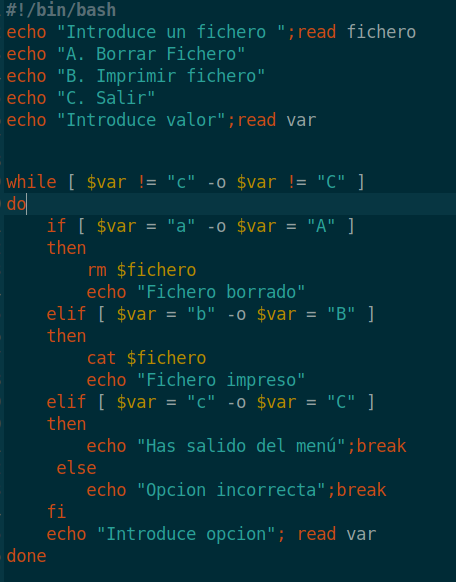 #!/bin/bash
echo "Introduce un fichero ";read fichero
echo "A. Borrar Fichero"
echo "B. Imprimir fichero"
echo "C. Salir"
echo "Introduce valor";read var
while [ $var != "c" -o $var != "C" ]
do
if [ $var = "a" -o $var = "A" ]
then
rm $fichero
echo "Fichero borrado"
elif [ $var = "b" -o $var = "B" ]
then
cat $fichero
echo "Fichero impreso"
elif [ $var = "c" -o $var = "C" ]
then
echo "Has salido del menú";break
else
echo "Opcion incorrecta";break
fi
echo "Introduce opcion"; read var
done